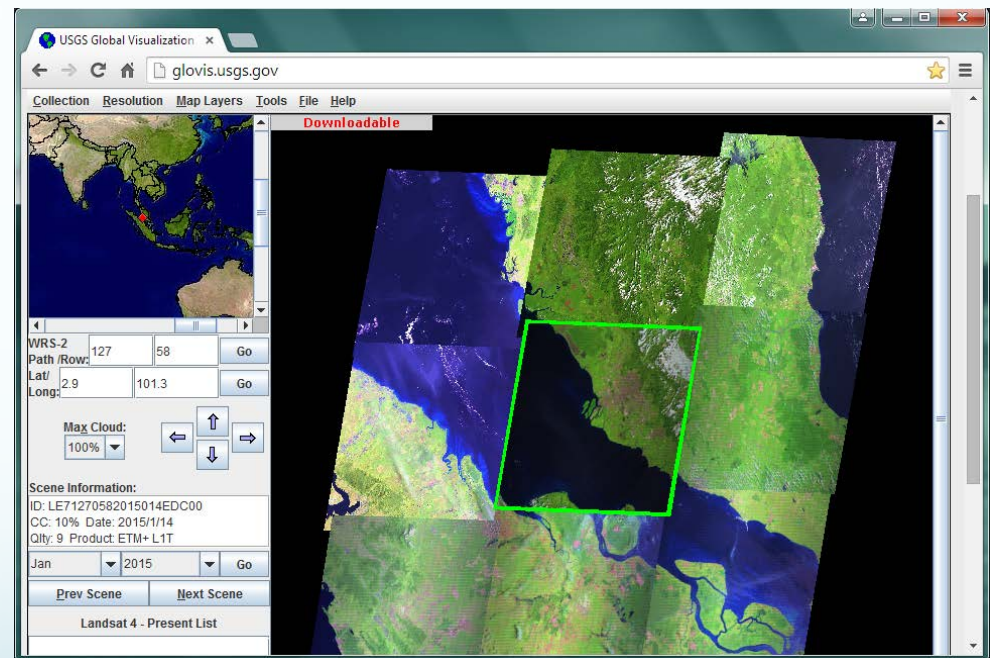 USGS Global Visualization
glovis.usgs.gov
Collection Resolution Map Layers Tools File Help
Downloadable
WRS-2
Path /Row: 127 58 Go
Lat/
Long: 2.9 101.3 Go
Max Cloud:
100%
Scene Information:
ID: LE71270582015014EDC00
CC: 10% Date: 2015/1/14
Qlty: 9 Product: ETM+ L1T
Jan 2015 Go
Prev Scene Next Scene
Landsat 4 - Present List